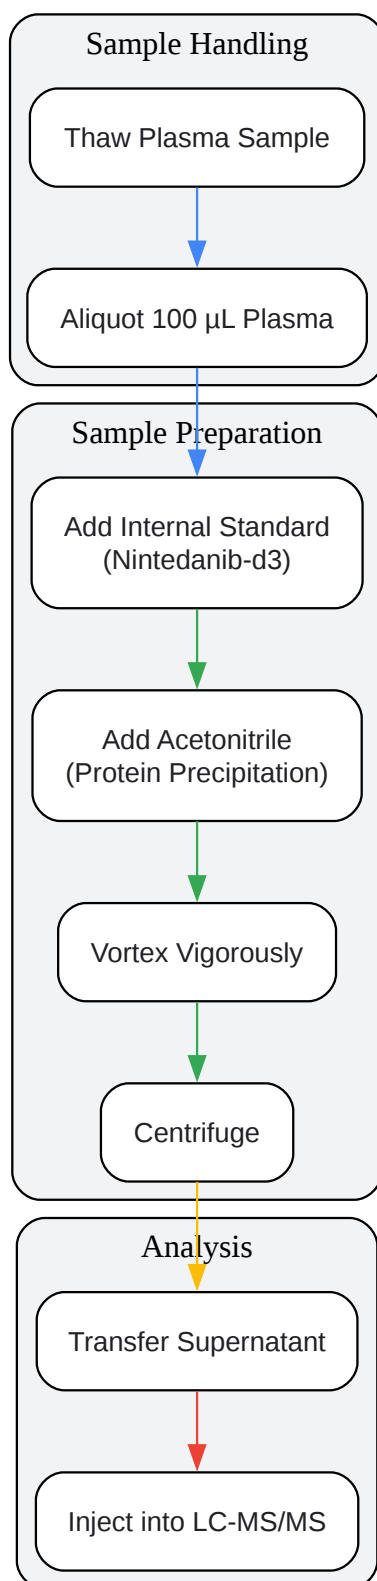 Sample Handling
Thaw Plasma Sample
Aliquot 100 µL Plasma
Sample Preparation
Add Internal Standard
(Nintedanib-d3)
Add Acetonitrile
(Protein Precipitation)
Vortex Vigorously
Centrifuge
Analysis
Transfer Supernatant
Inject into LC-MS/MS